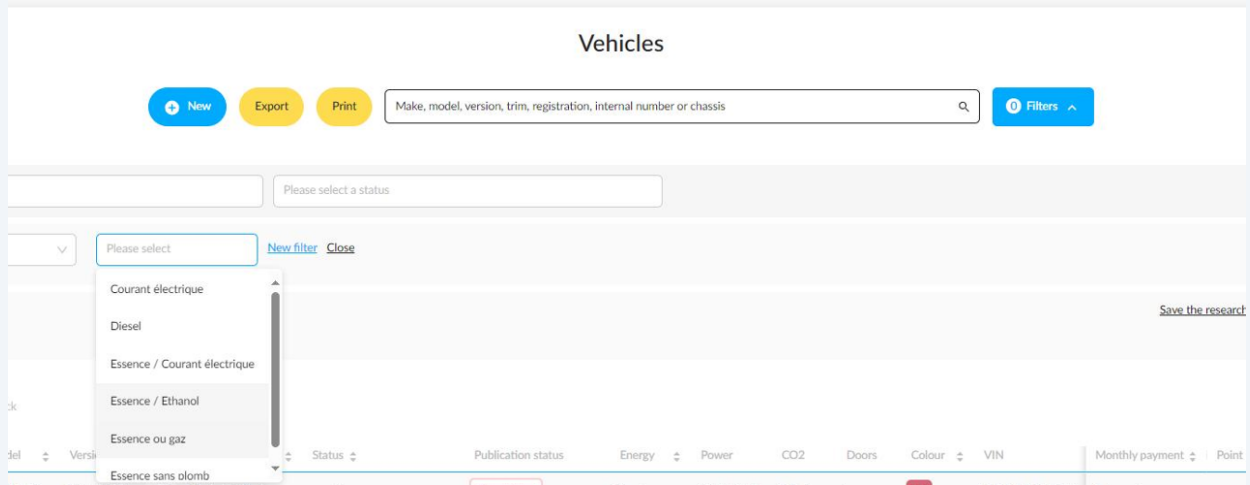 Vehicles
New
Export
Print
Make, model, version, trim, registration, internal number or chassis
0 Filters
Please select a status
Please select
New filter Close
Courant électrique
Diesel
Essence / Courant électrique
Essence / Ethanol
Essence ou gaz
Essence sans plomb
Save the research
Status Publication status Energy Power CO2 Doors Colour VIN Monthly payment Point